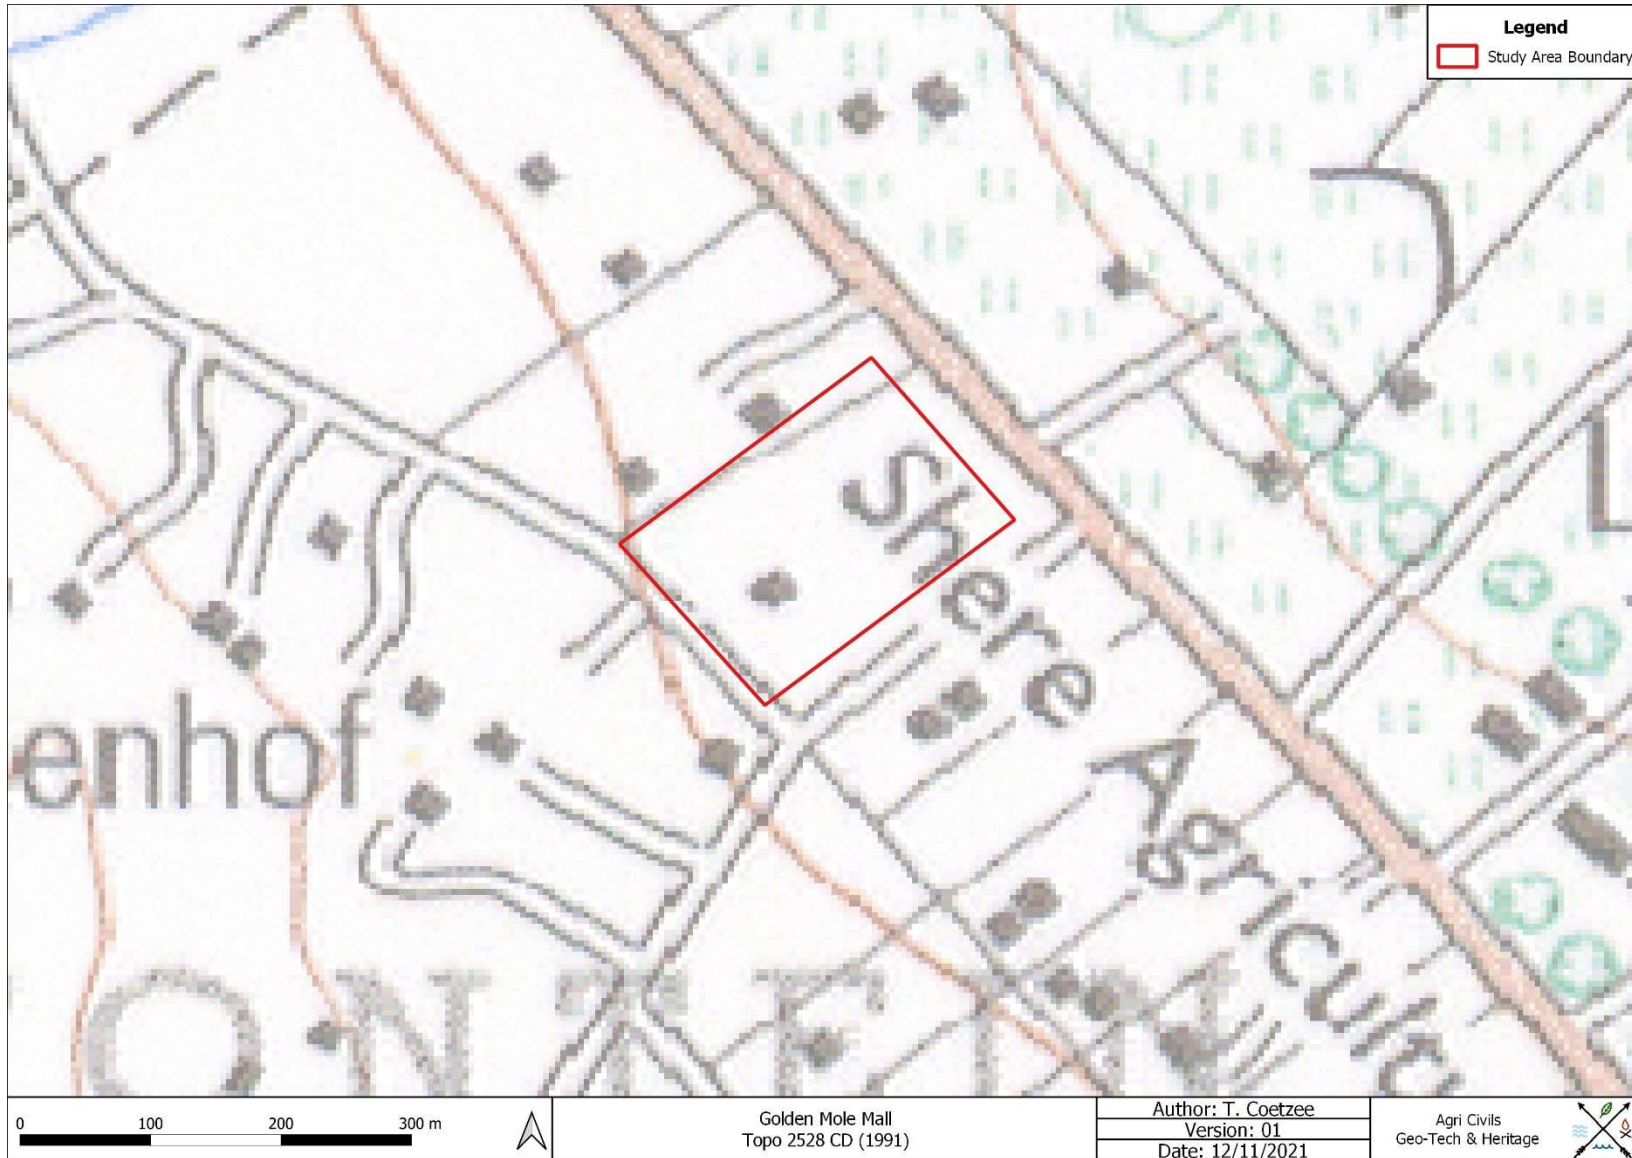 Legend
Study Area Boundary
Shere
Agricultu
enhof
0 100 200 300 m
Golden Mole Mall
Topo 2528 CD (1991)
Author: T. Coetzee
Version: 01
Date: 12/11/2021
Agri Civils
Geo-Tech & Heritage